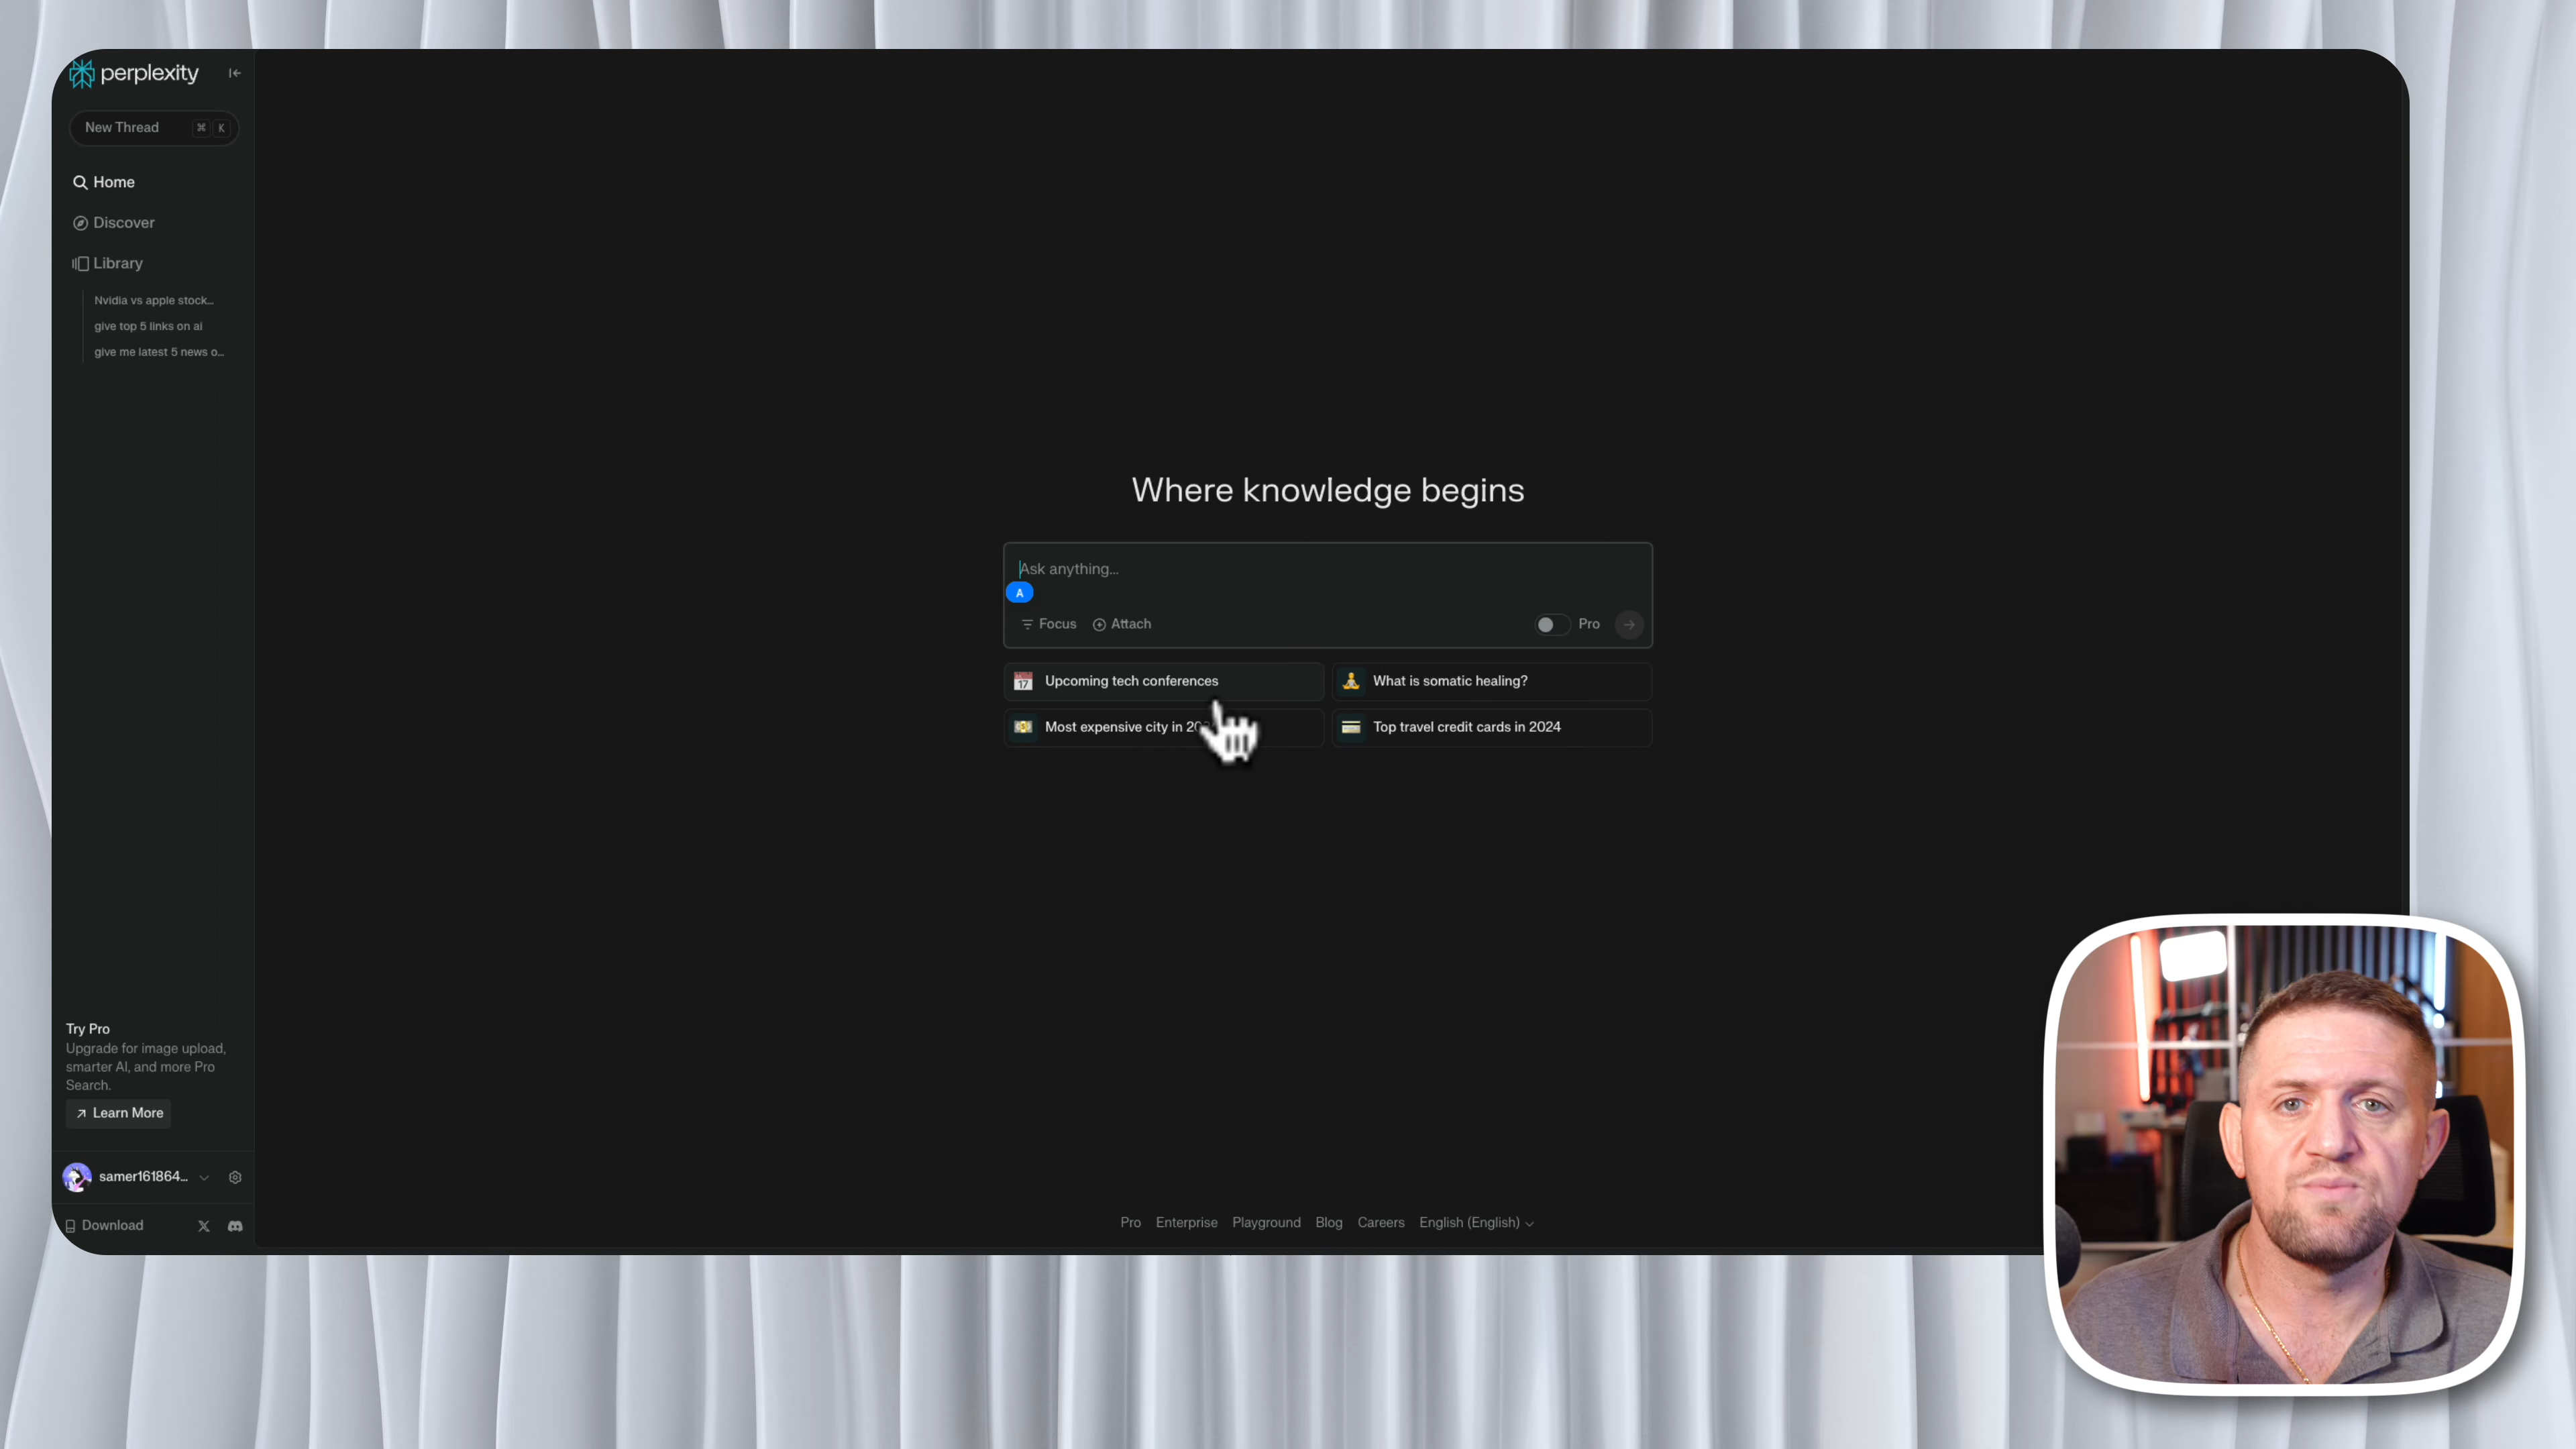 perplexity
New Thread ⌘ K
Home
Discover
Library
Nvidia vs apple stock...
give top 5 links on ai
give me latest 5 news o...
Where knowledge begins
Ask anything...
A
Focus Attach Pro
17 Upcoming tech conferences
What is somatic healing?
Most expensive city in
Top travel credit cards in 2024
Try Pro
Upgrade for image upload,
smarter AI, and more Pro
Search.
Learn More
samer161864...
Download
Pro Enterprise Playground Blog Careers English (English)